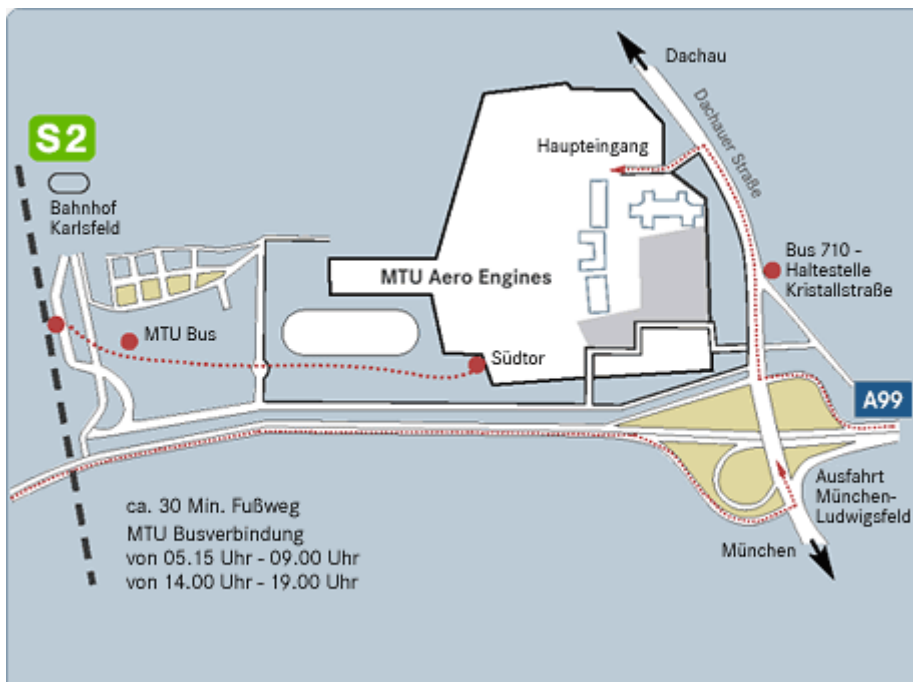 Dachau
Dachauer Straße
S2
Haupteingang
Bahnhof
Karlsfeld
Bus 710 -
Haltestelle
Kristallstraße
MTU Aero Engines
MTU Bus
Südtor
A99
Ausfahrt
München-
Ludwigsfeld
ca. 30 Min. Fußweg
MTU Busverbindung
von 05.15 Uhr - 09.00 Uhr
von 14.00 Uhr - 19.00 Uhr
München